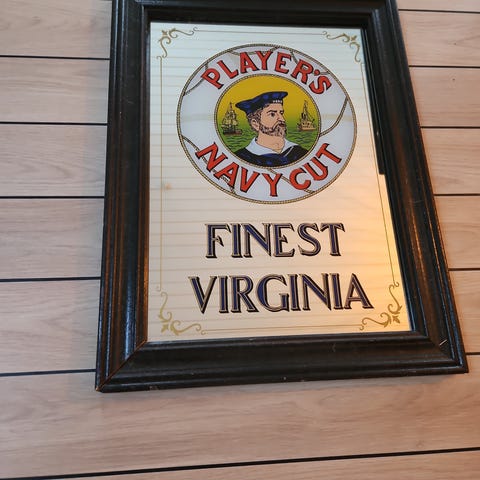 PLAYER'S
NAVY CUT
FINEST
VIRGINIA